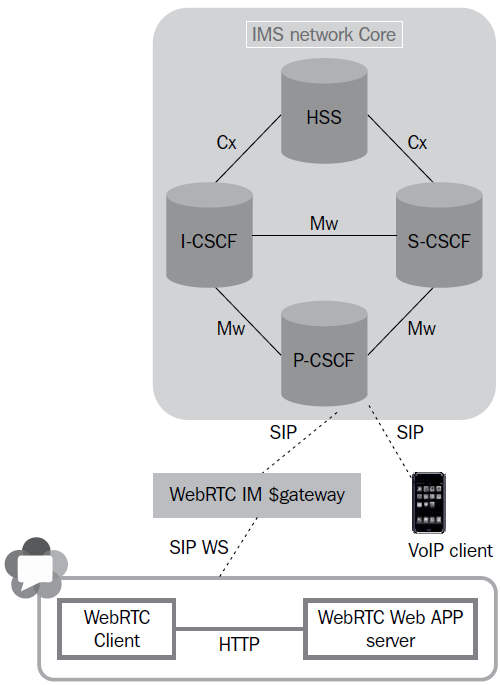 IMS network Core
HSS
Cx
Cx
I-CSCF
Mw
S-CSCF
Mw
Mw
P-CSCF
SIP
SIP
WebRTC IM $gateway
SIP WS
VoIP client
WebRTC
Client
HTTP
WebRTC Web APP
server